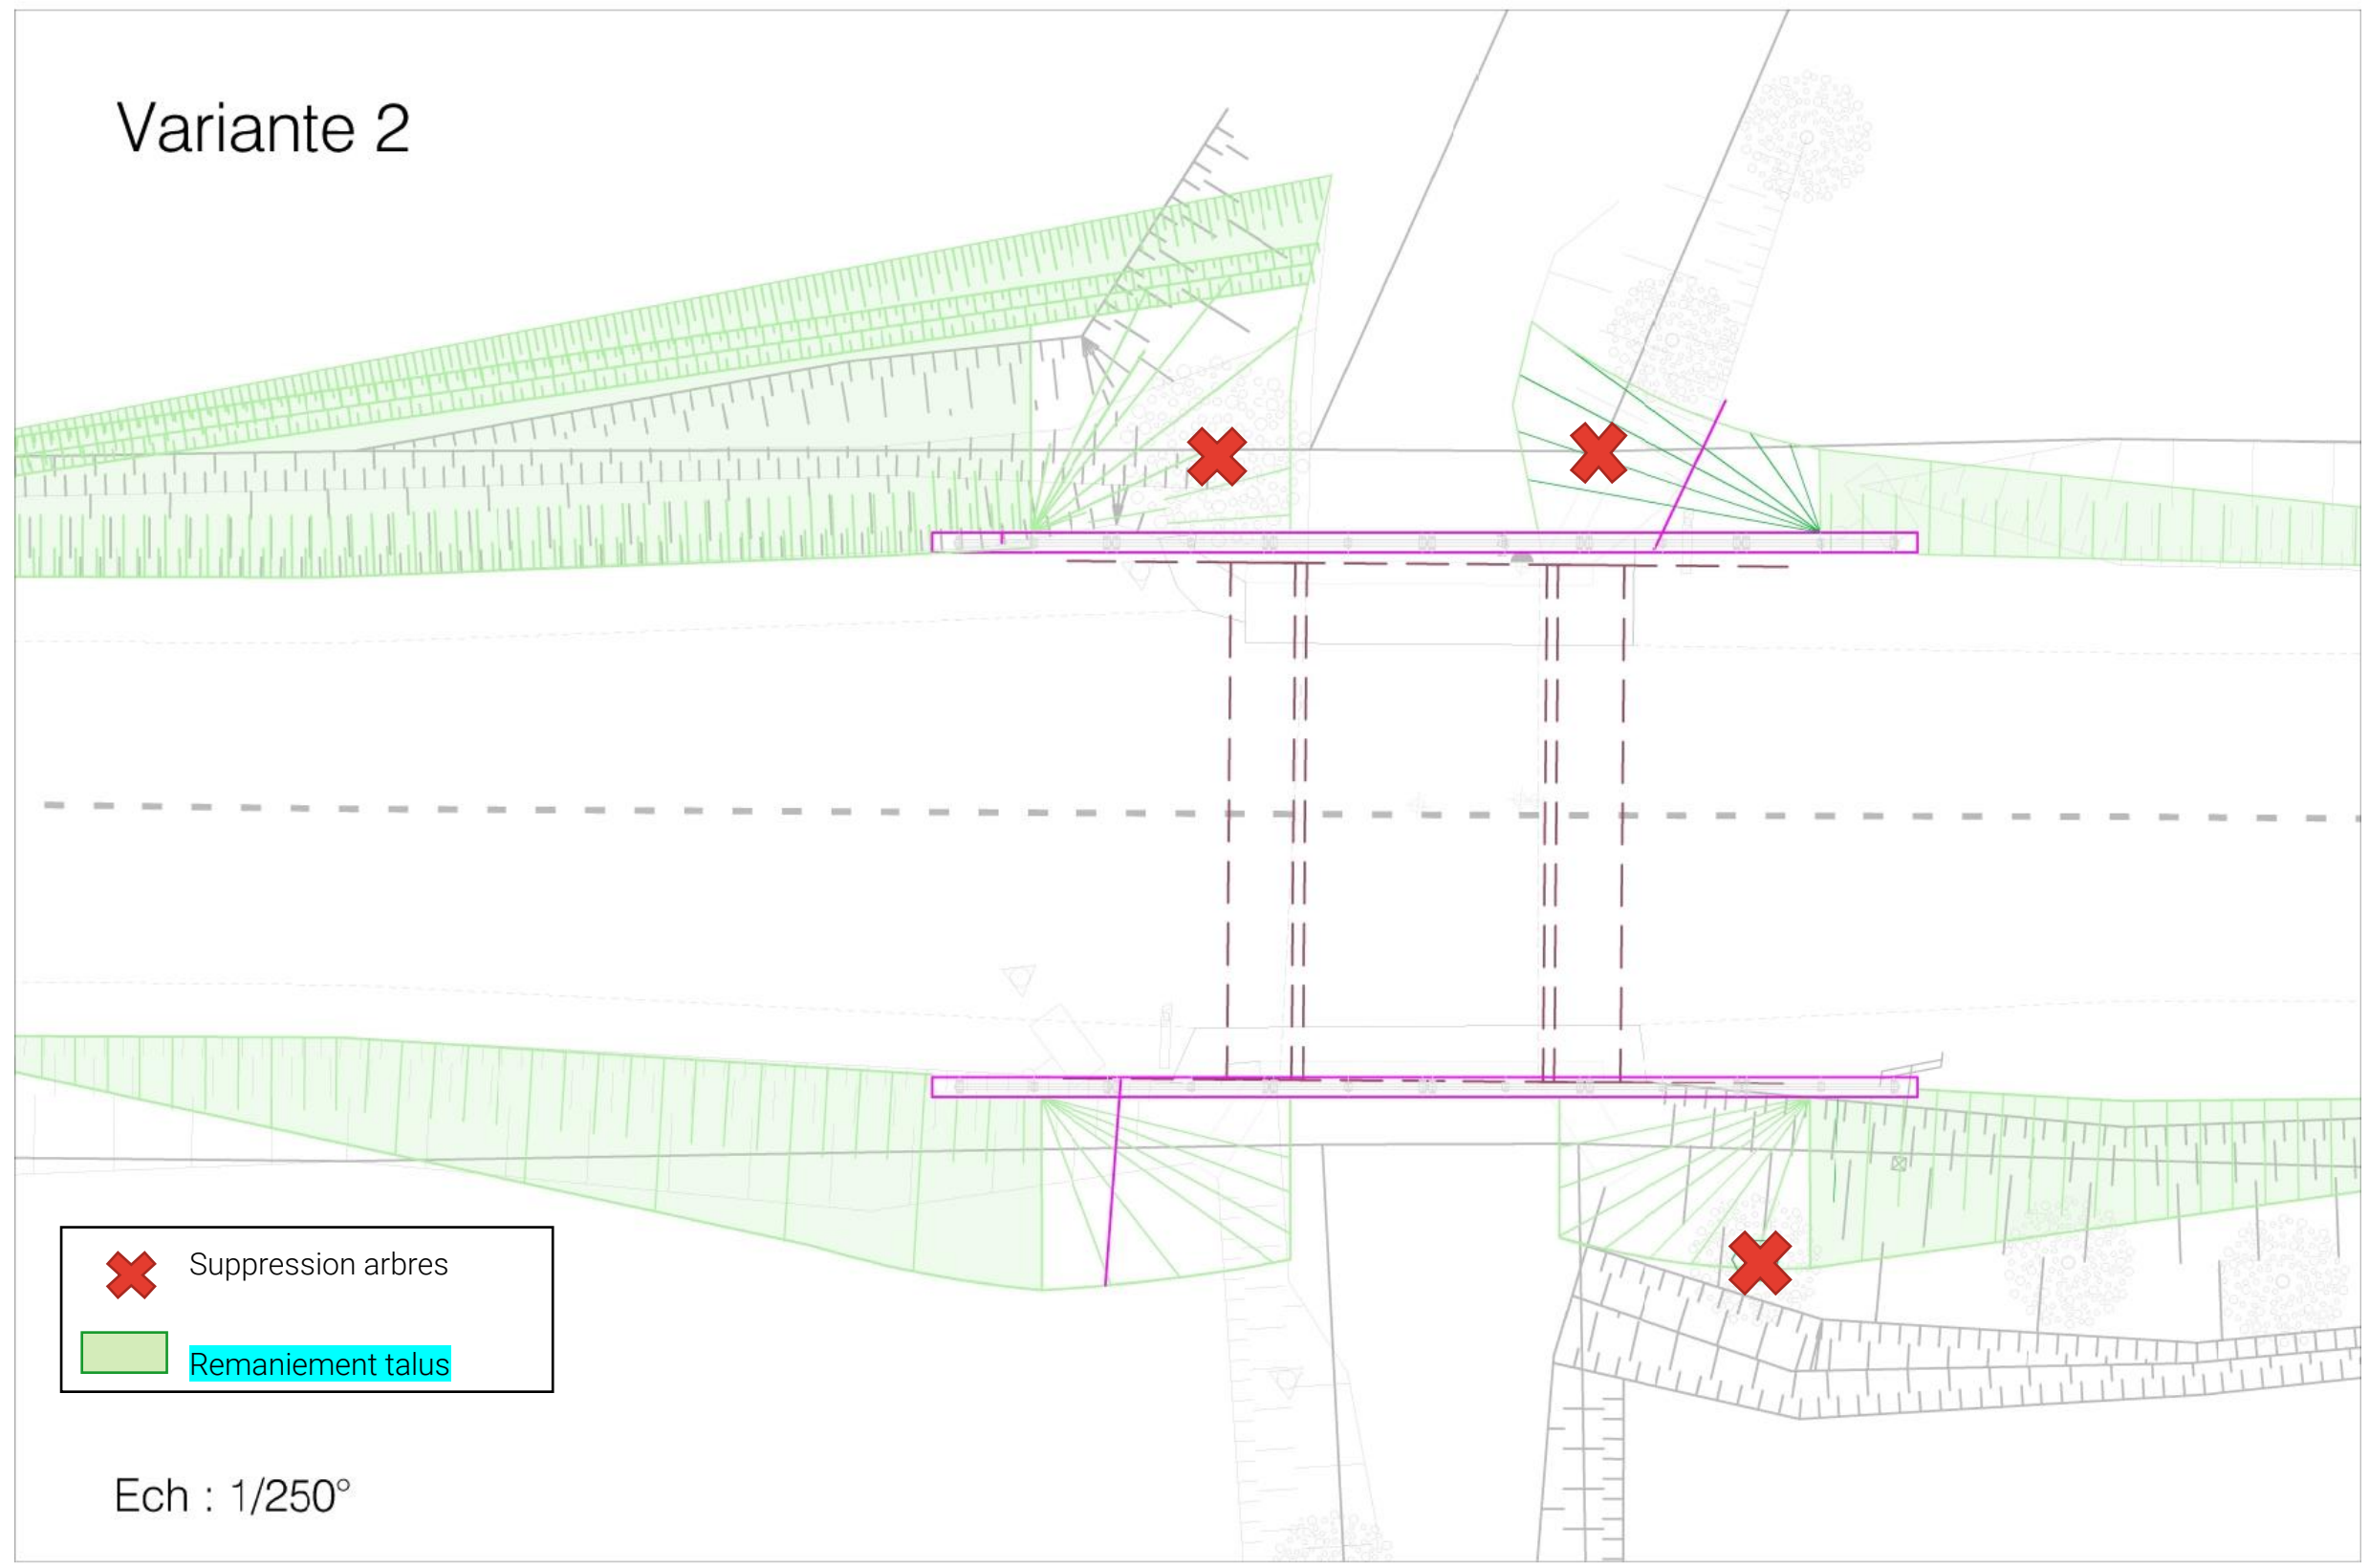 Variante 2
Suppression arbres
Remaniement talus
Ech : 1/250°